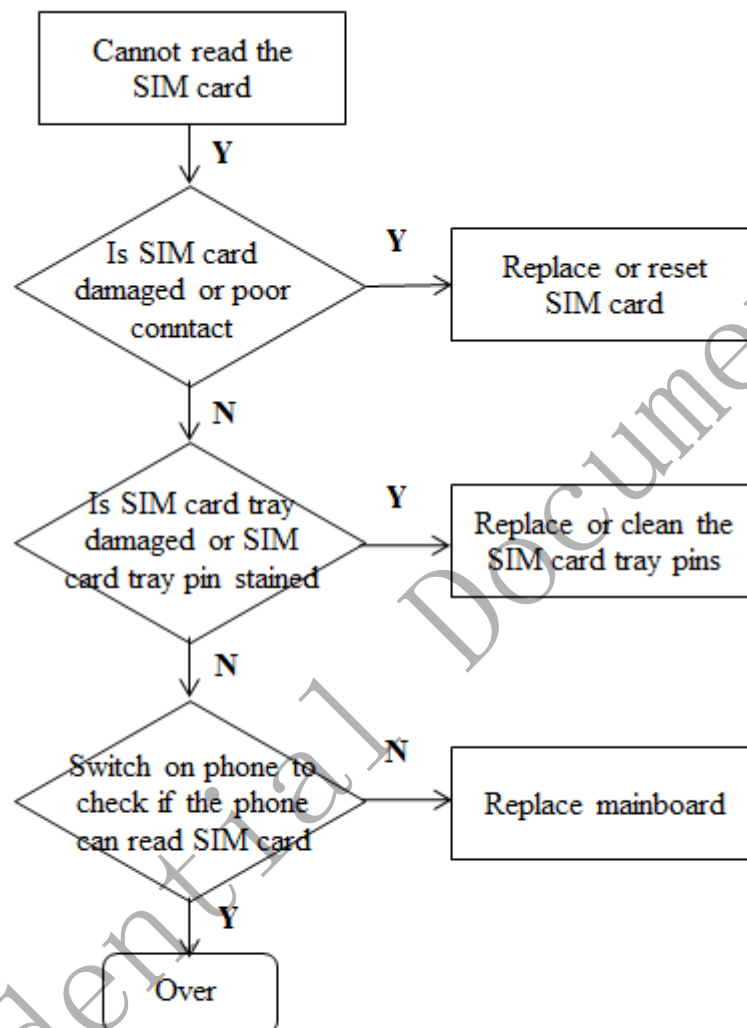 Cannot read the
SIM card
Y
Is SIM card
damaged or poor
conntact
Y
Replace or reset
SIM card
N
Is SIM card tray
damaged or SIM
card tray pin stained
Y
Replace or clean the
SIM card tray pins
N
Switch on phone to
check if the phone
can read SIM card
N
Replace mainboard
Y
Over
dential Docume